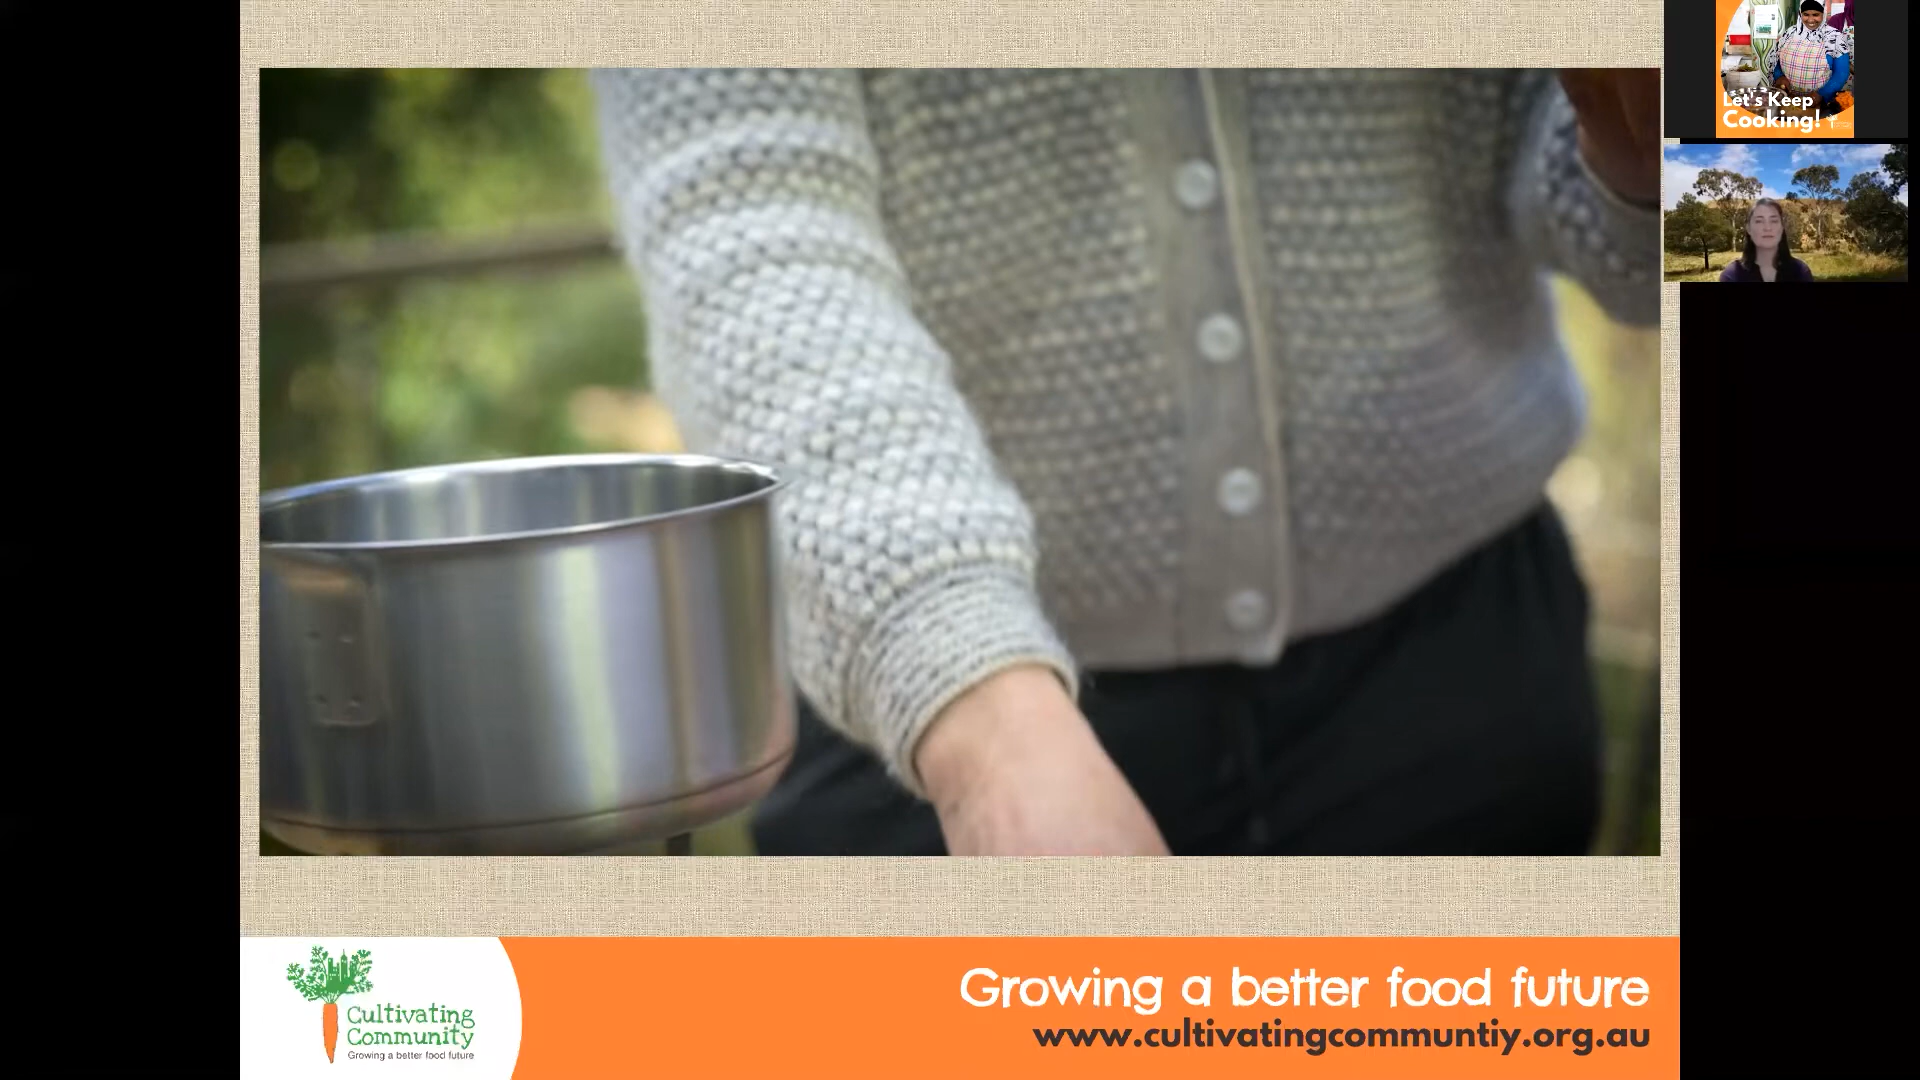 Let's Keep
Cooking!
Cultivating
Community
Growing a better food future
Growing a better food future
www.cultivatingcommuntiy.org.au